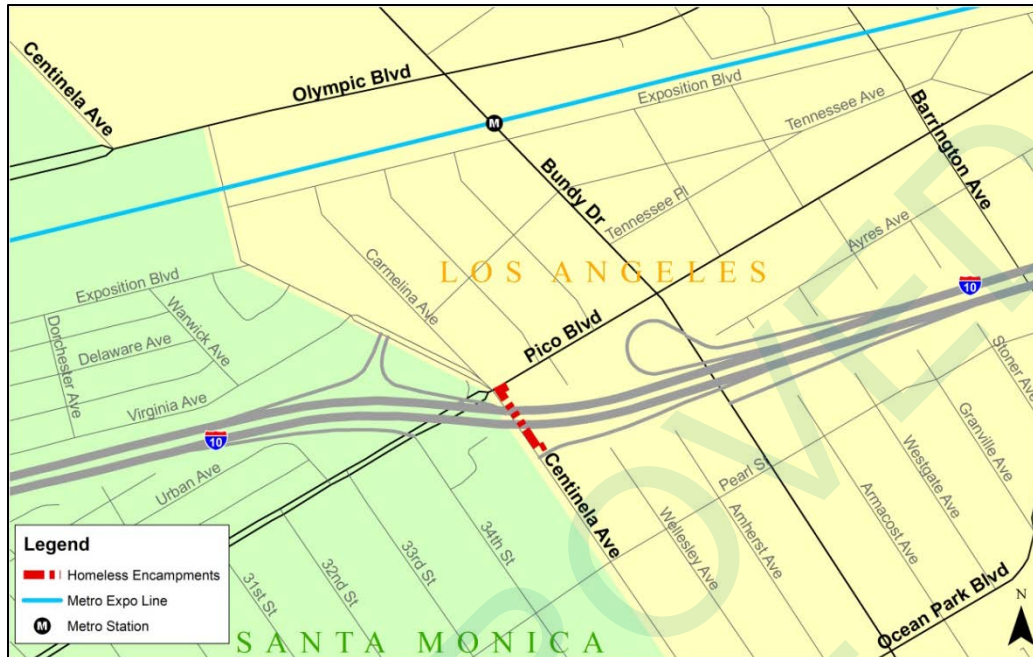 Centinela Ave
Olympic Blvd
Exposition Blvd
Tennessee Ave
Barrington Ave
M
Bundy Dr
Tennessee Pl
Ayres Ave
Carmelina Ave
LOS ANGELES
10
Exposition Blvd
Warwick Ave
Dorchester Ave
Delaware Ave
Pico Blvd
Stoner Ave
Virginia Ave
10
Granville Ave
Urban Ave
Centinela Ave
Pearl St
Westgate Ave
Armacost Ave
Amherst Ave
Wellesley Ave
34th St
33rd St
32nd St
31st St
Ocean Park Blvd
SANTA MONICA
Legend
Homeless Encampments
Metro Expo Line
M Metro Station
N